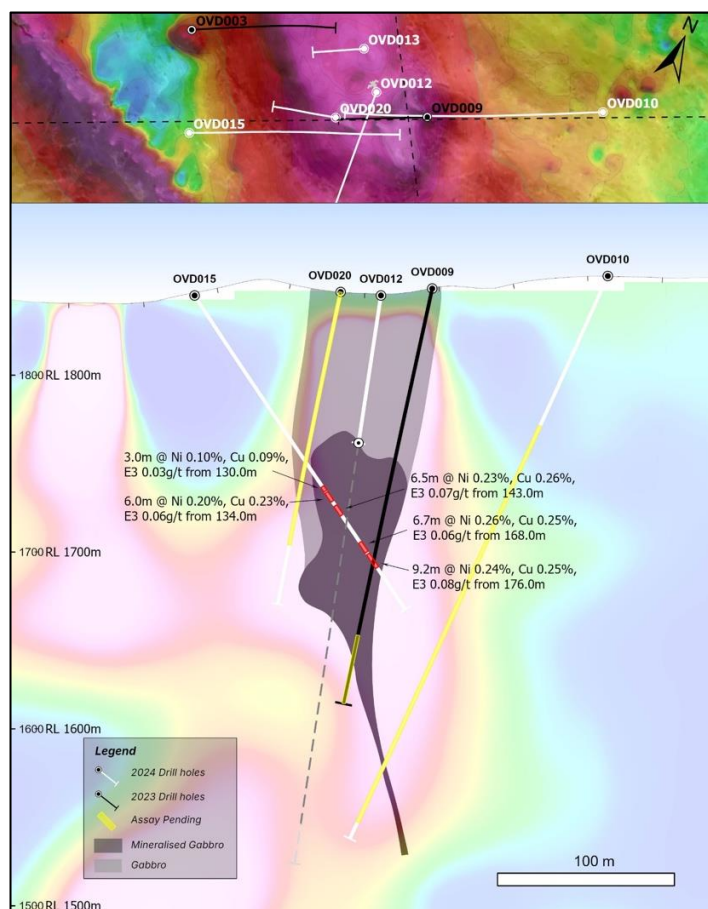 OVD003
N
OVD013
OVD012
OVD020
OVD009
OVD010
OVD015
OVD015
OVD020
OVD012
OVD009
OVD010
1800 RL 1800m
3.0m @ Ni 0.10%, Cu 0.09%,
E3 0.03g/t from 130.0m
6.0m @ Ni 0.20%, Cu 0.23%,
E3 0.06g/t from 134.0m
6.5m @ Ni 0.23%, Cu 0.26%,
E3 0.07g/t from 143.0m
6.7m @ Ni 0.26%, Cu 0.25%,
E3 0.06g/t from 168.0m
9.2m @ Ni 0.24%, Cu 0.25%,
E3 0.08g/t from 176.0m
1700 RL 1700m
1600 RL 1600m
Legend
2024 Drill holes
2023 Drill holes
Assay Pending
Mineralised Gabbro
Gabbro
100 m
1500 RL 1500m